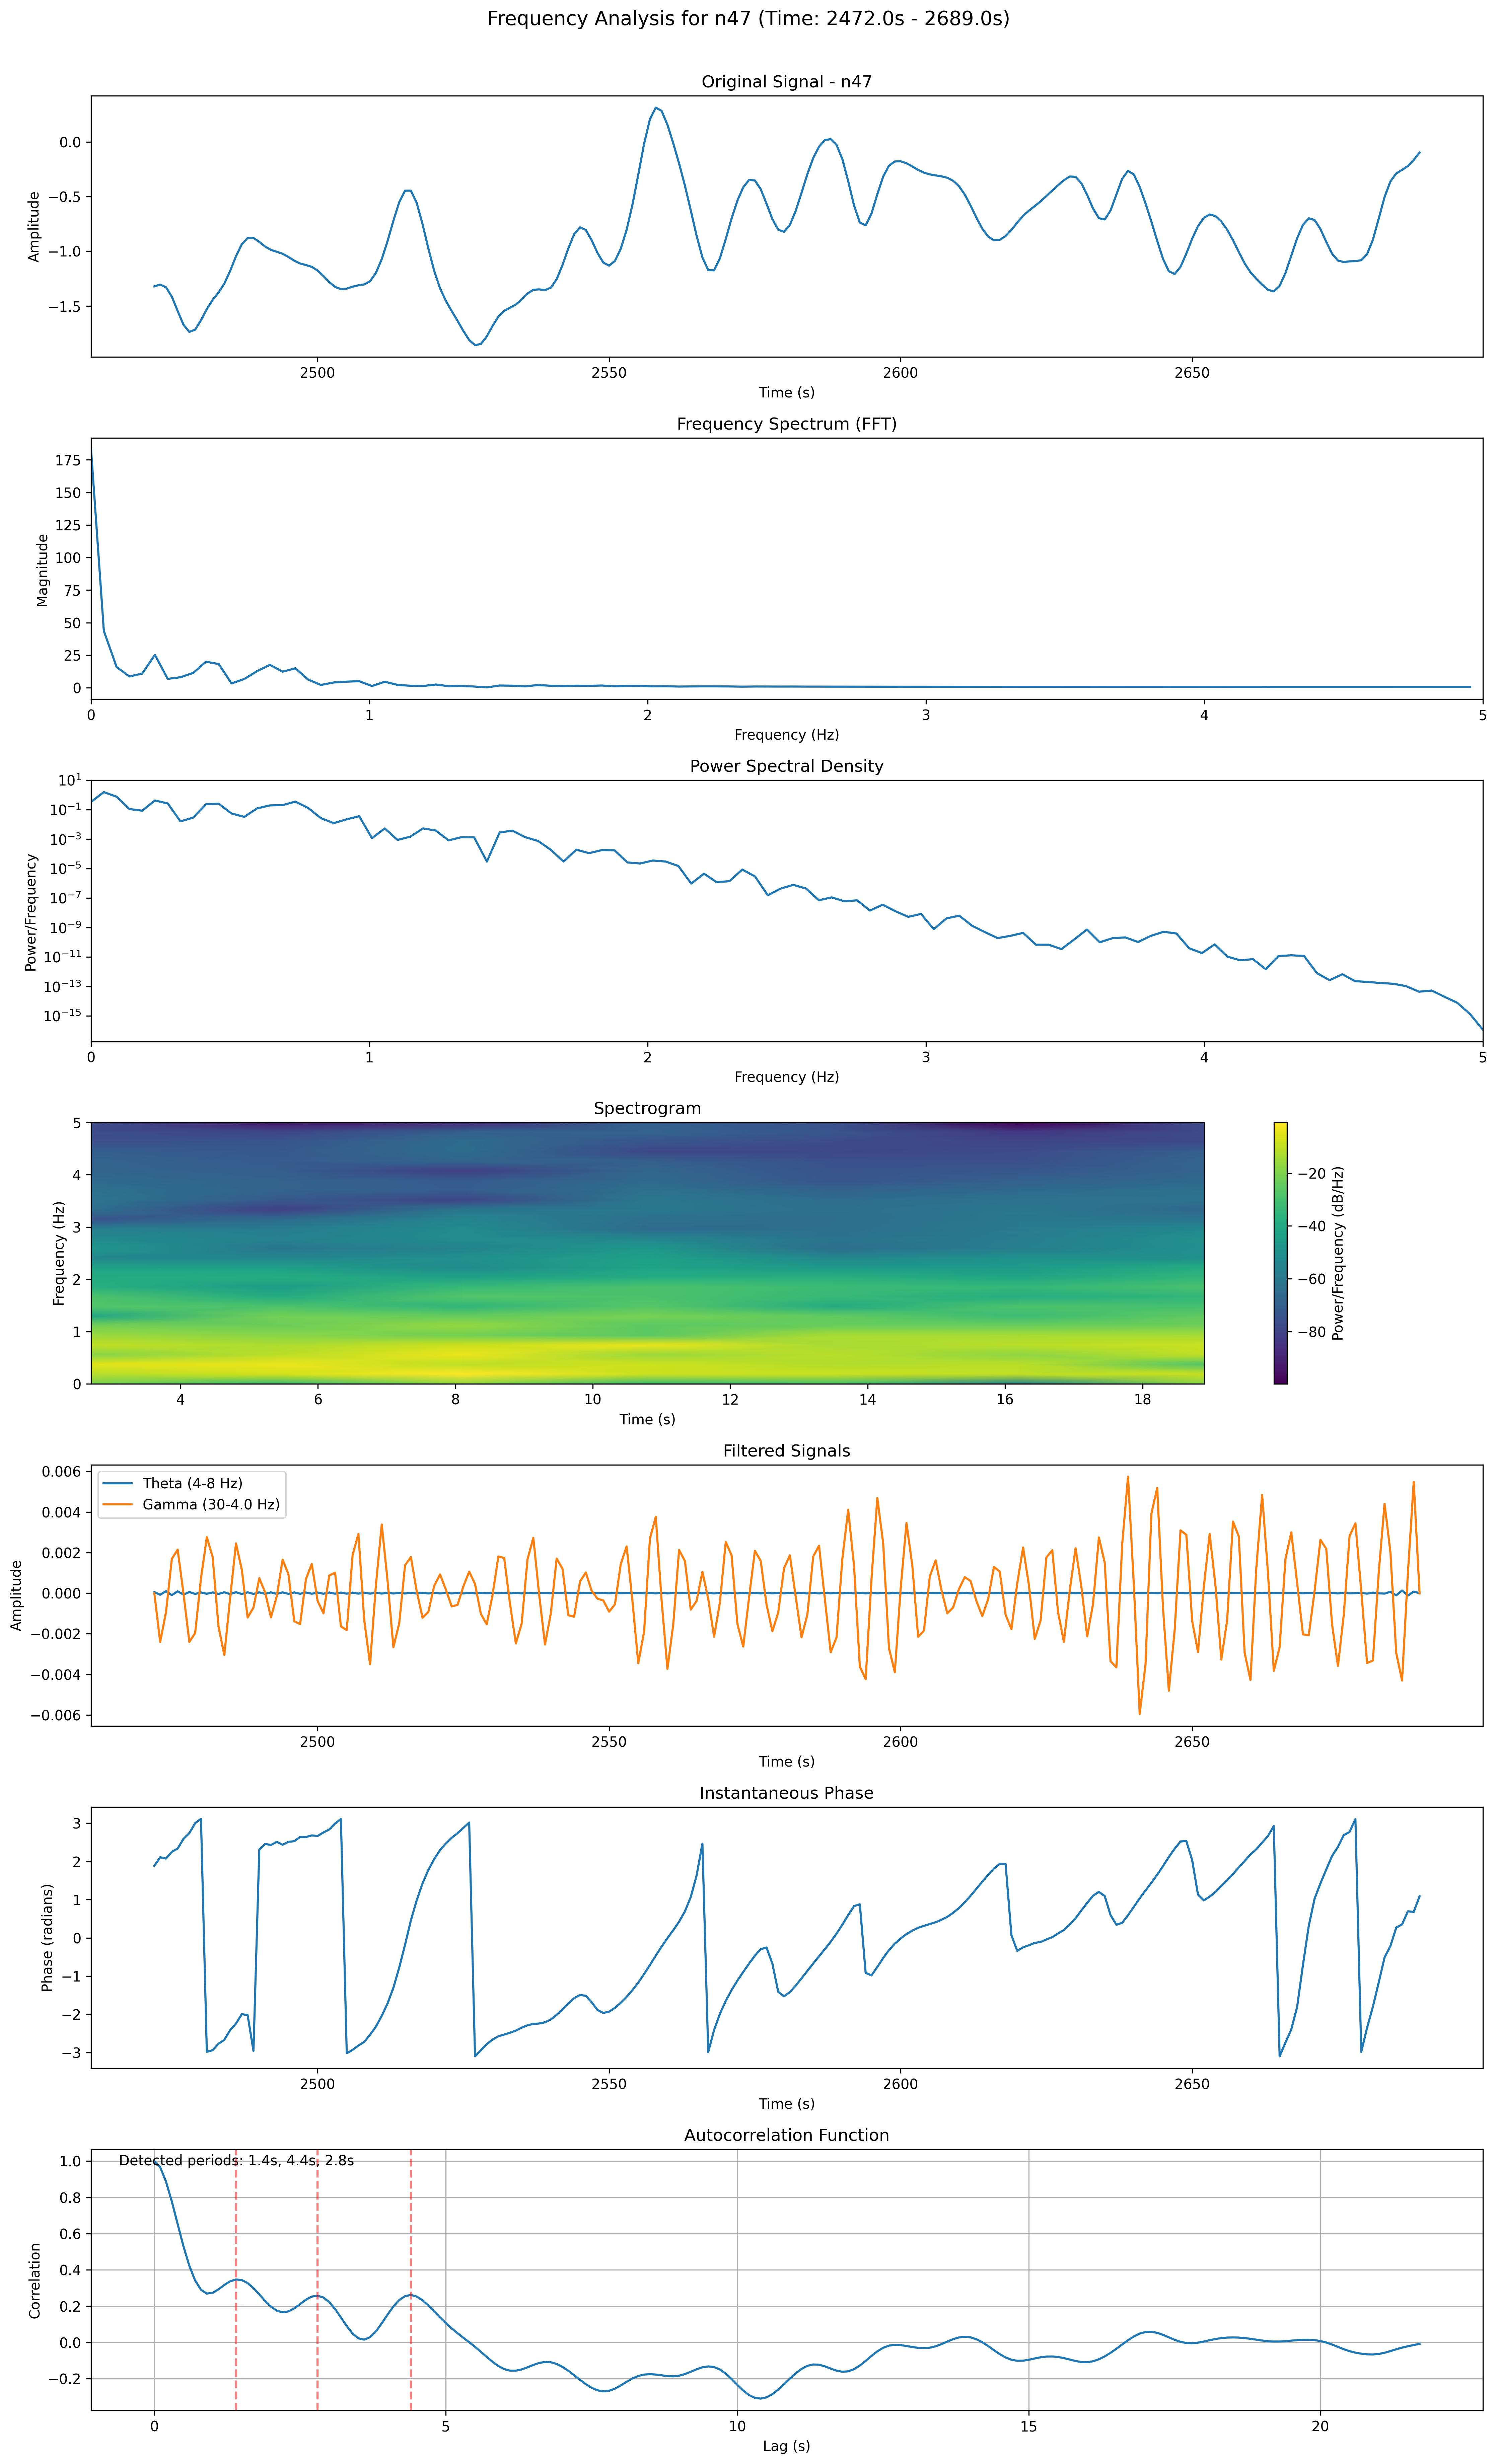 Frequency Analysis for n47 (Time: 2472.0s - 2689.0s)
Original Signal - n47
Amplitude
0.0
−0.5
−1.0
−1.5
2500 2550 2600 2650
Time (s)
Frequency Spectrum (FFT)
Magnitude
175
150
125
100
75
50
25
0
0 1 2 3 4 5
Frequency (Hz)
Power Spectral Density
Power/Frequency
10¹
10⁻¹
10⁻³
10⁻⁵
10⁻⁷
10⁻⁹
10⁻¹¹
10⁻¹³
10⁻¹⁵
0 1 2 3 4 5
Frequency (Hz)
Spectrogram
Frequency (Hz)
5
4
3
2
1
0
4 6 8 10 12 14 16 18
Time (s)
−20
−40
−60
−80
Power/Frequency (dB/Hz)
Filtered Signals
Amplitude
0.006
0.004
0.002
0.000
−0.002
−0.004
−0.006
Theta (4-8 Hz)
Gamma (30-4.0 Hz)
2500 2550 2600 2650
Time (s)
Instantaneous Phase
Phase (radians)
3
2
1
0
−1
−2
−3
2500 2550 2600 2650
Time (s)
Autocorrelation Function
Detected periods: 1.4s, 4.4s, 2.8s
Correlation
1.0
0.8
0.6
0.4
0.2
0.0
−0.2
0 5 10 15 20
Lag (s)